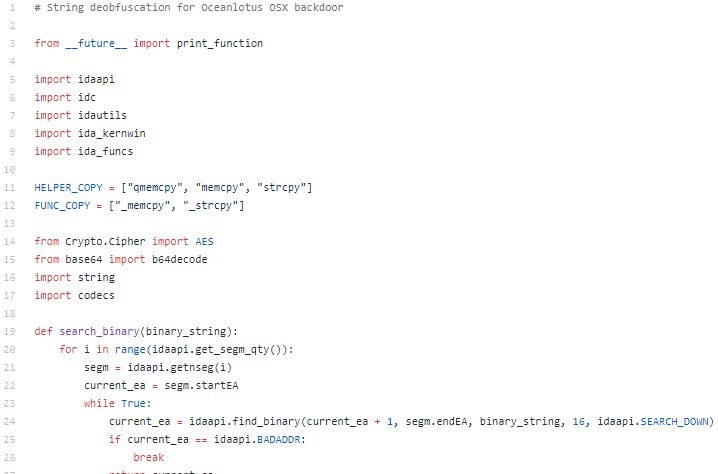 1 # String deobfuscation for Oceanlotus OSX backdoor
2
3 from __future__ import print_function
4
5 import idaapi
6 import idc
7 import idautils
8 import ida_kernwin
9 import ida_funcs
10
11 HELPER_COPY = ["qmemcpy", "memcpy", "strcpy"]
12 FUNC_COPY = ["_memcpy", "_strcpy"]
13
14 from Crypto.Cipher import AES
15 from base64 import b64decode
16 import string
17 import codecs
18
19 def search_binary(binary_string):
20     for i in range(idaapi.get_segm_qty()):
21         segm = idaapi.getnseg(i)
22         current_ea = segm.startEA
23         while True:
24             current_ea = idaapi.find_binary(current_ea + 1, segm.endEA, binary_string, 16, idaapi.SEARCH_DOWN)
25             if current_ea == idaapi.BADADDR:
26                 break